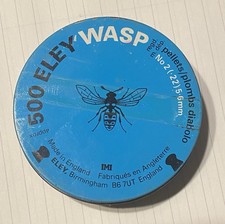 500 ELEY WASP
pellets/plombs diabolo
No.2 (.22) 5.6mm
approx
IMI
Made in England Fabriqués en Angleterre
ELEY, Birmingham B6 7UT England